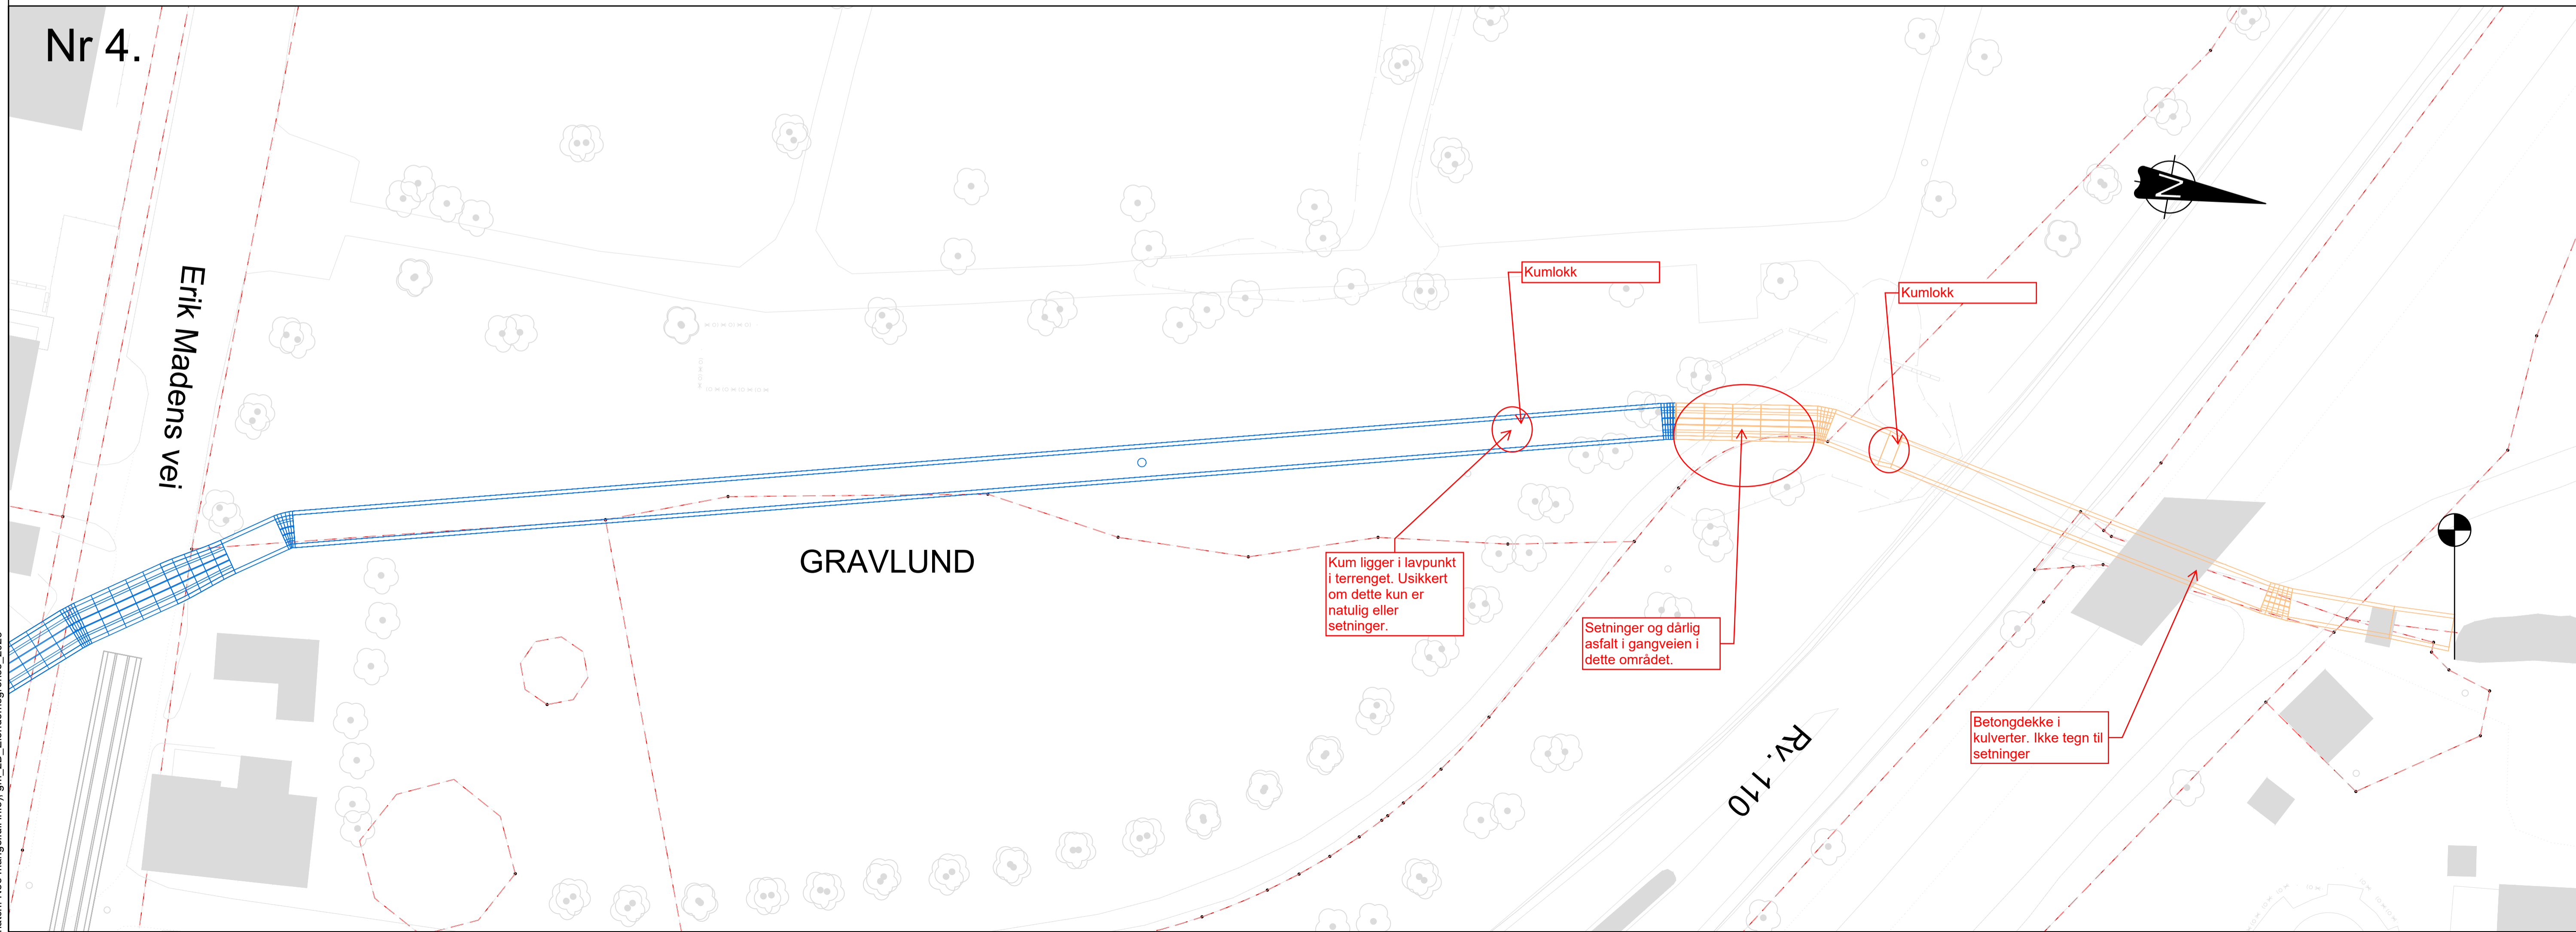 Nr 4.
Erik Madens vei
N
Kumlokk
Kumlokk
GRAVLUND
Kum ligger i lavpunkt
i terrenget. Usikkert
om dette kun er
natulig eller
setninger.
Setninger og dårlig
asfalt i gangveien i
dette området.
Betongdekke i
kulverter. Ikke tegn til
setninger
Rv. 110